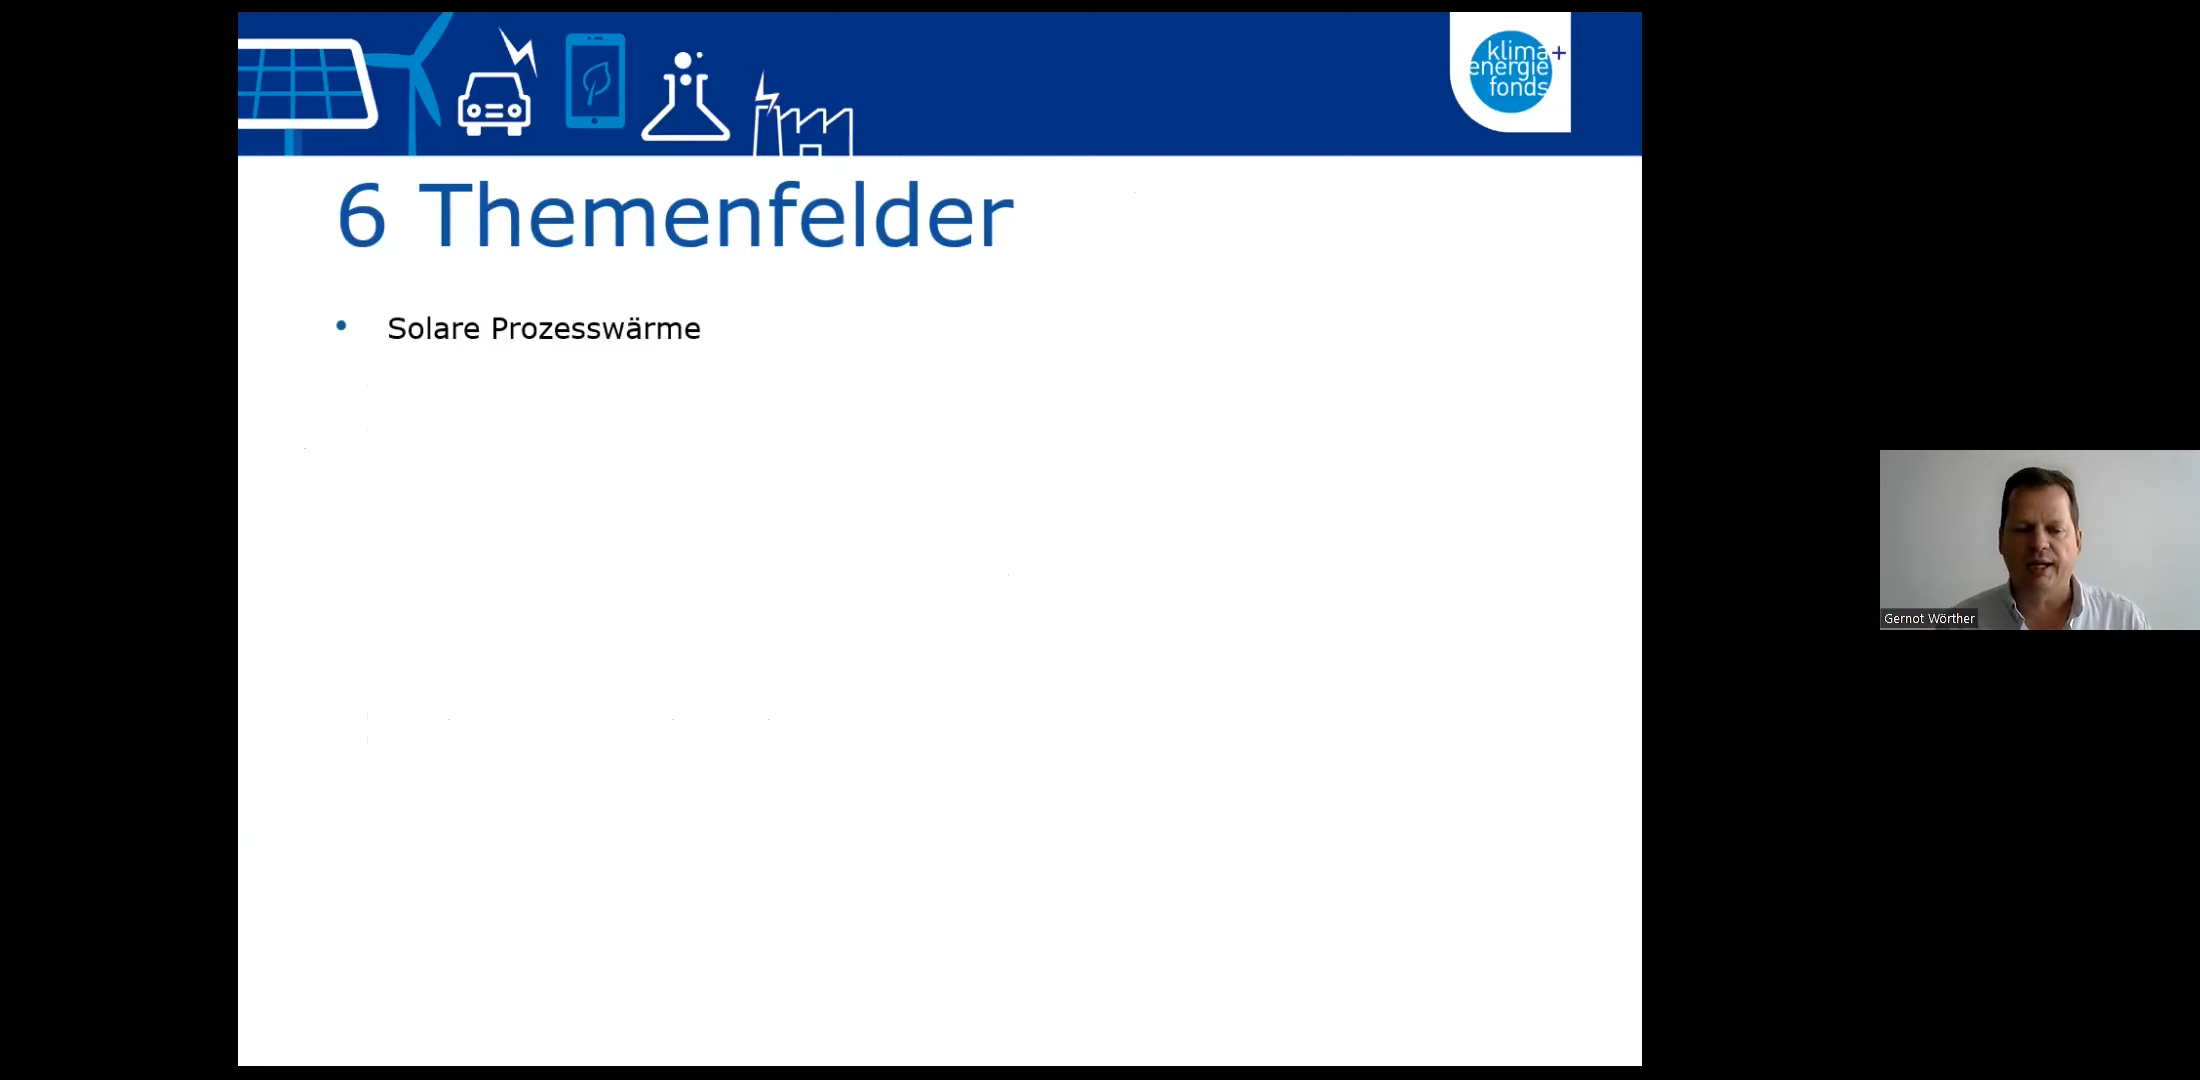 klima+
energie
fonds
6 Themenfelder
• Solare Prozesswärme
Gernot Wörther